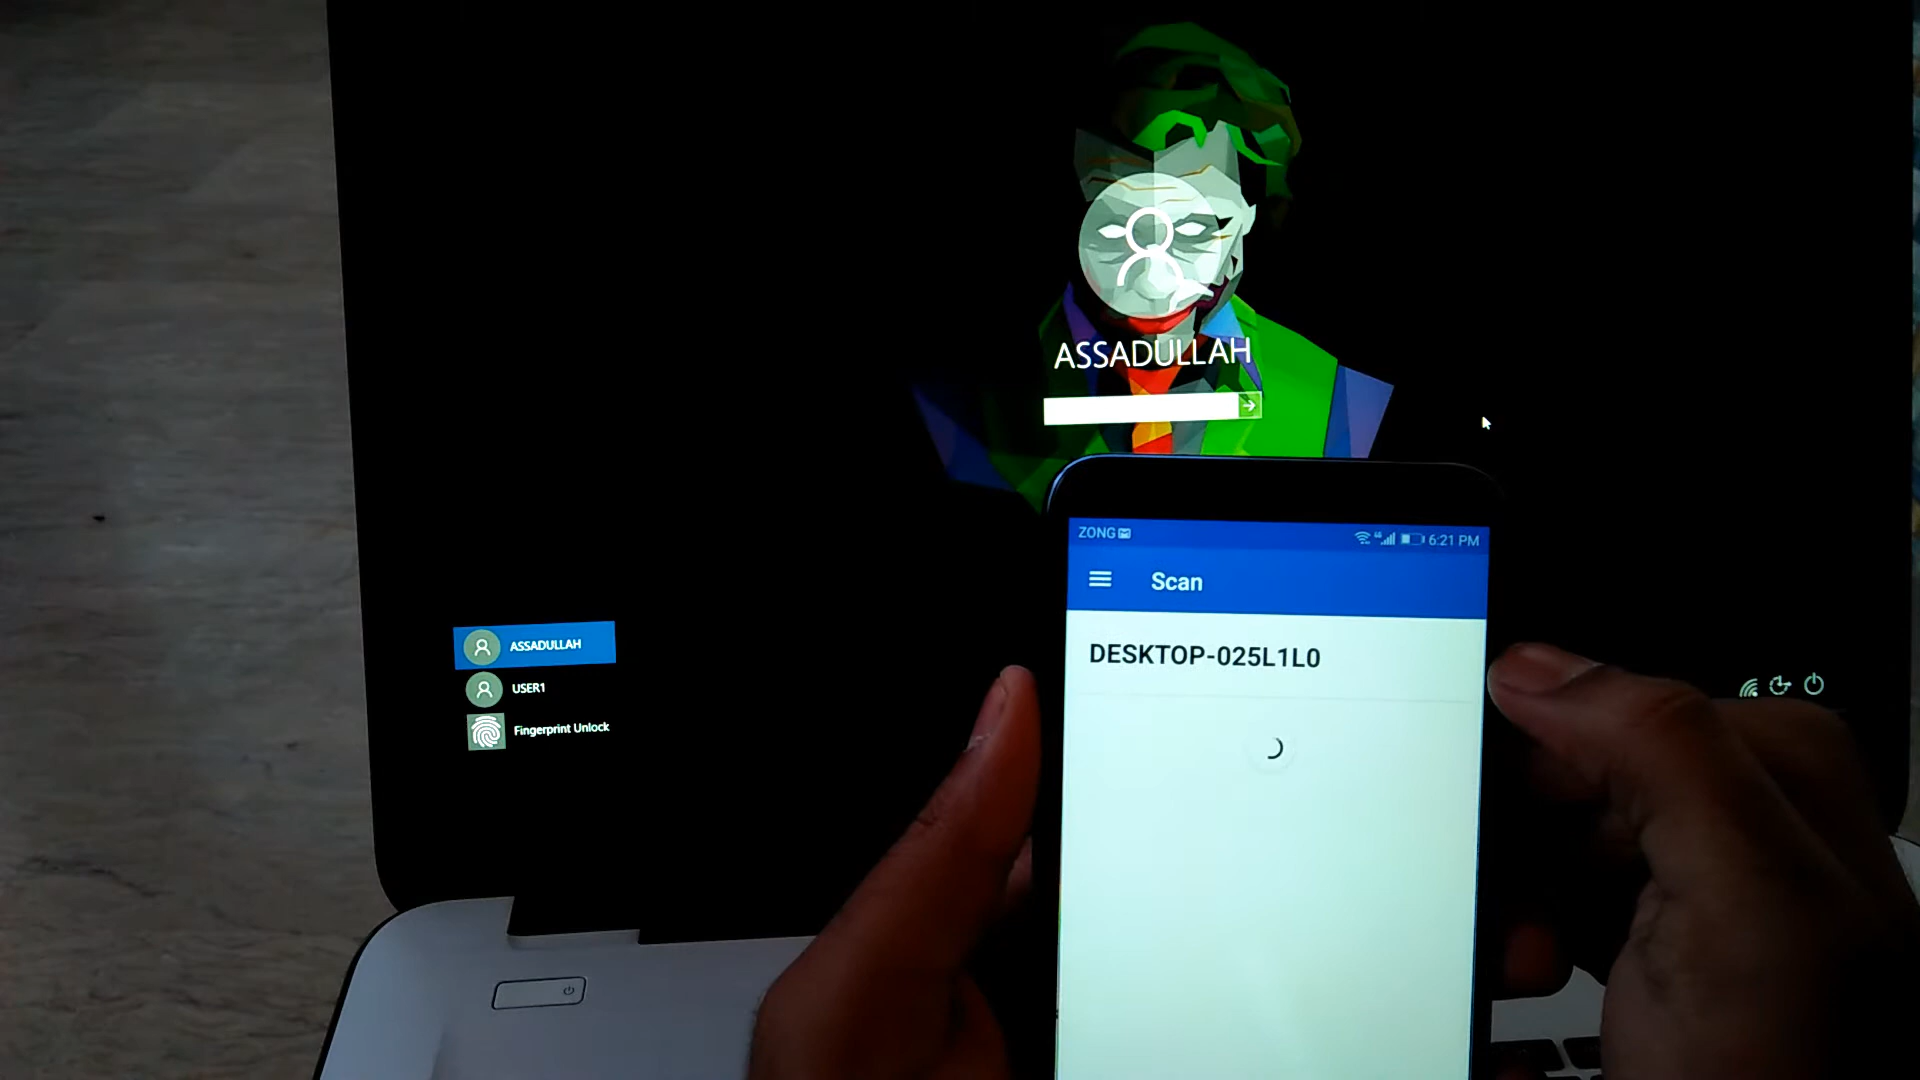 ASSADULLAH
ZONG 6:21 PM
Scan
DESKTOP-025L1L0
ASSADULLAH
USER1
Fingerprint Unlock